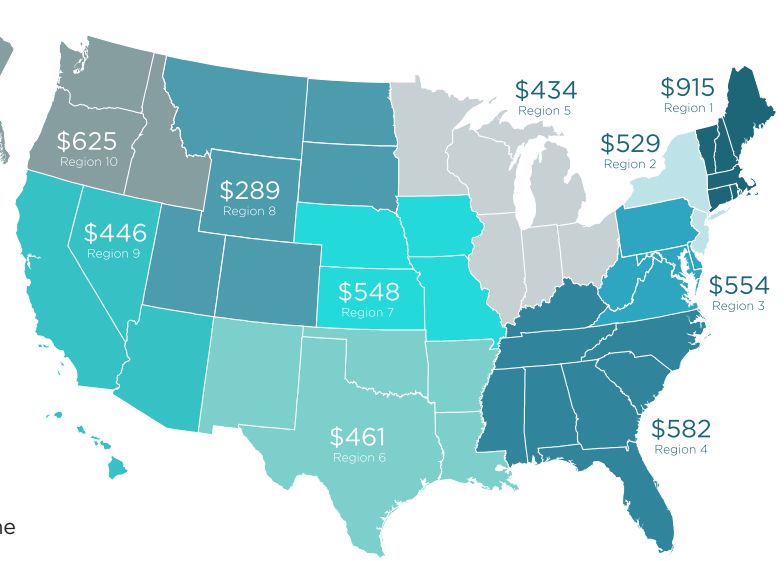 $434
Region 5
$915
Region 1
$529
Region 2
$625
Region 10
$289
Region 8
$446
Region 9
$548
Region 7
$554
Region 3
$461
Region 6
$582
Region 4